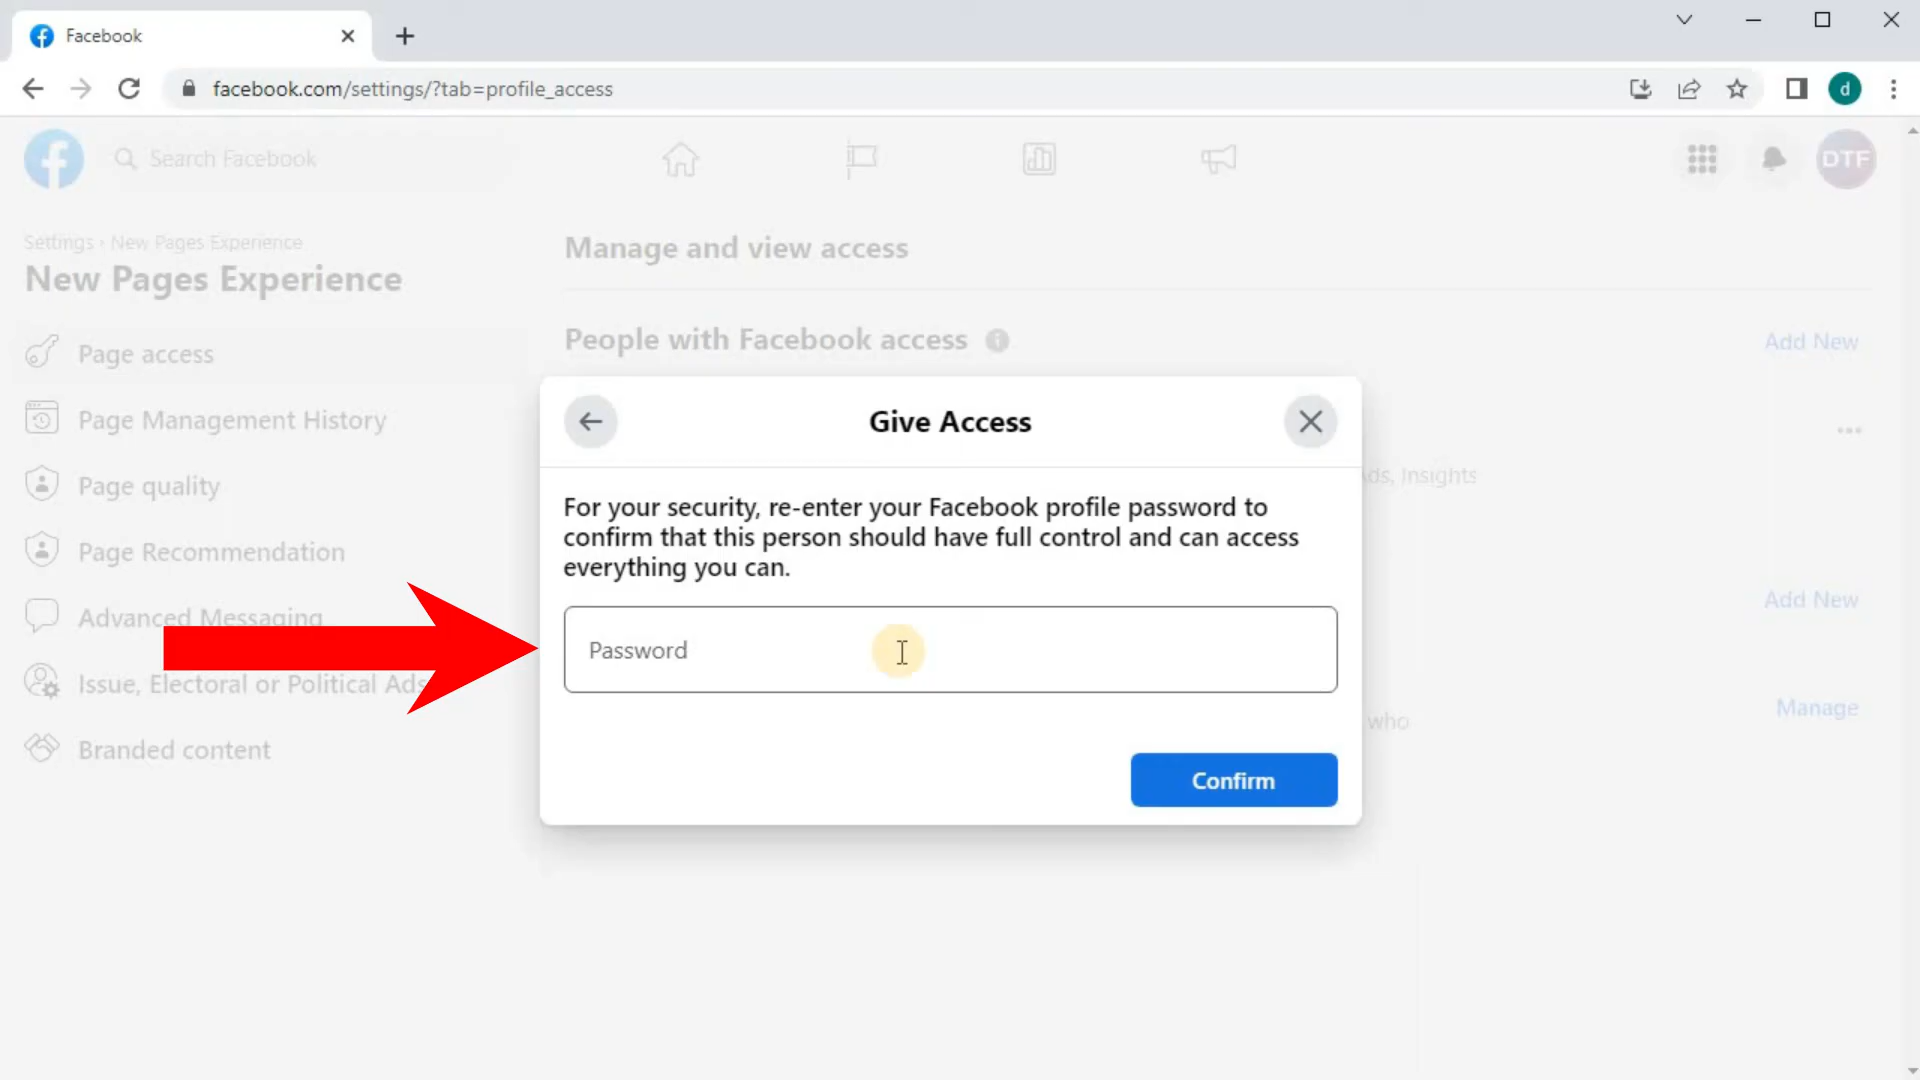 Facebook
facebook.com/settings/?tab=profile_access
d
Search Facebook
DTF
Settings › New Pages Experience
New Pages Experience
Page access
Page Management History
Page quality
Page Recommendation
Advanced Messaging
Issue, Electoral or Political Ads
Branded content
Manage and view access
People with Facebook access
Add New
Ads, Insights
Add New
who
Manage
Give Access
For your security, re-enter your Facebook profile password to
confirm that this person should have full control and can access
everything you can.
Password
Confirm